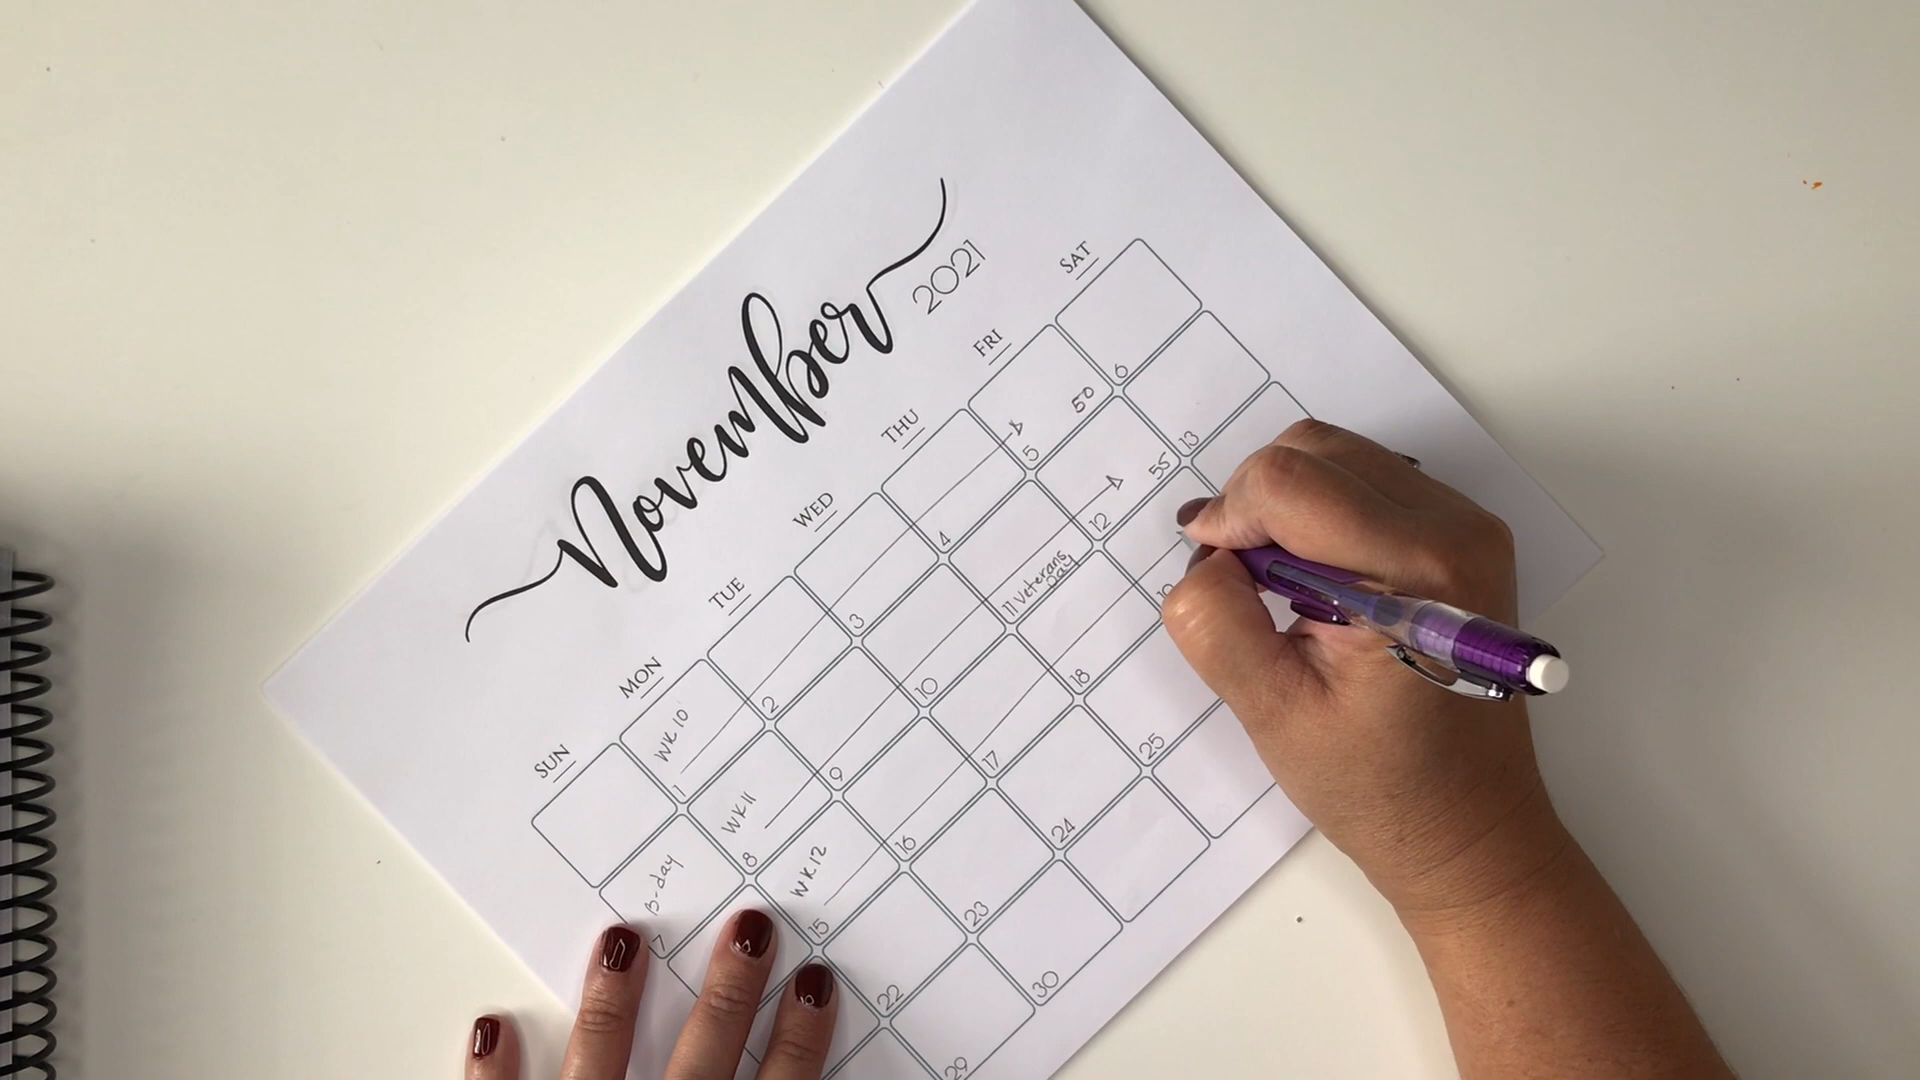 November
2021
SUN MON TUE WED THU FRI SAT
WK 10 50
1 2 3 4 5 6
B-day WK 11 Veterans Day 55
7 8 9 10 11 12 13
WK 12
15 16 17 18
22 23 24 25
29 30